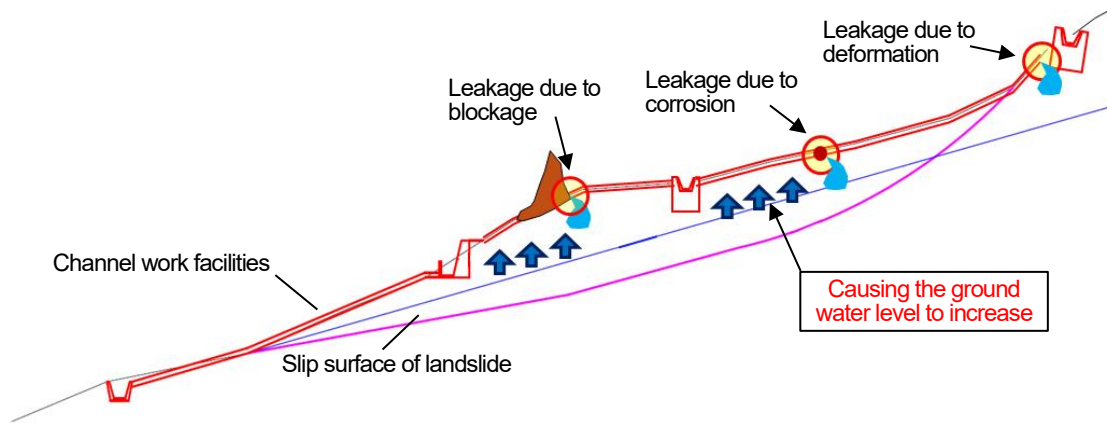 Leakage due to
deformation
Leakage due to
corrosion
Leakage due to
blockage
Channel work facilities
Causing the ground
water level to increase
Slip surface of landslide